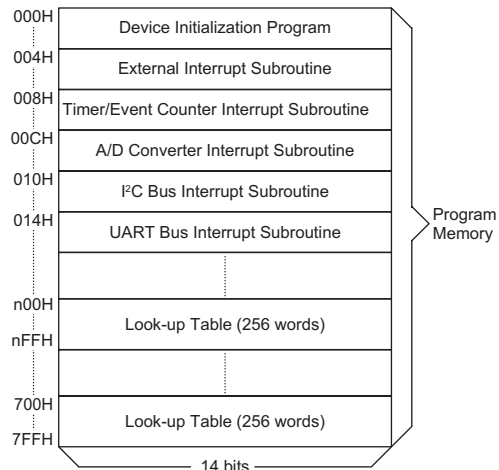 000H
Device Initialization Program
004H
External Interrupt Subroutine
008H
Timer/Event Counter Interrupt Subroutine
00CH
A/D Converter Interrupt Subroutine
010H
I²C Bus Interrupt Subroutine
014H
UART Bus Interrupt Subroutine
Program
Memory
n00H
Look-up Table (256 words)
nFFH
700H
Look-up Table (256 words)
7FFH
14 bits